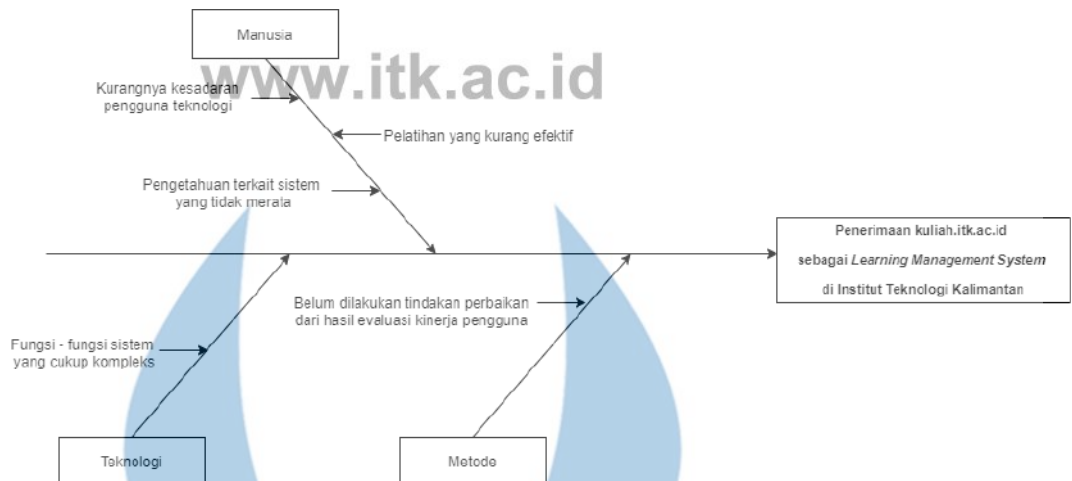 Manusia
www.itk.ac.id
Kurangnya kesadaran
pengguna teknologi
Pelatihan yang kurang efektif
Pengetahuan terkait sistem
yang tidak merata
Penerimaan kuliah.itk.ac.id
sebagai Learning Management System
di Institut Teknologi Kalimantan
Belum dilakukan tindakan perbaikan
dari hasil evaluasi kinerja pengguna
Fungsi - fungsi sistem
yang cukup kompleks
Teknologi
Metode